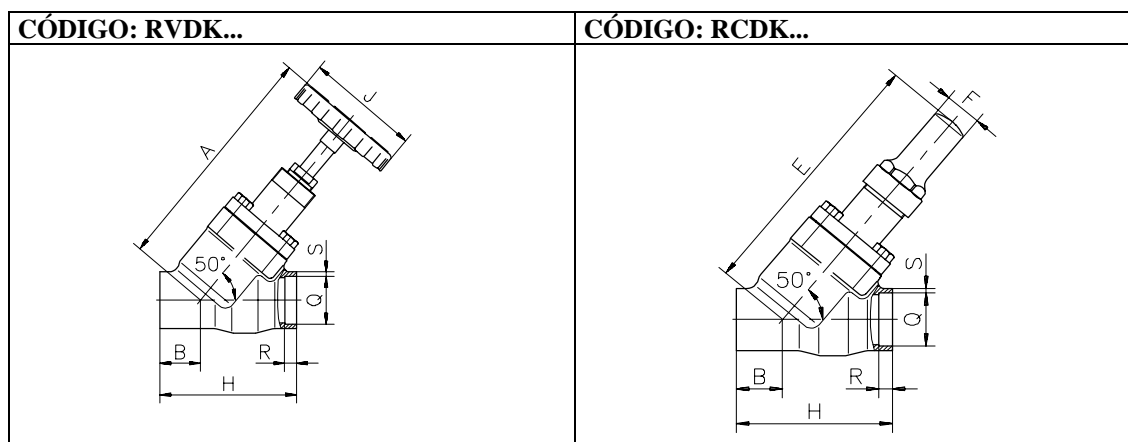 CÓDIGO: RVDK...
CÓDIGO: RCDK...
A
J
50°
S
Q
B
R
H
E
F
50°
S
Q
B
R
H